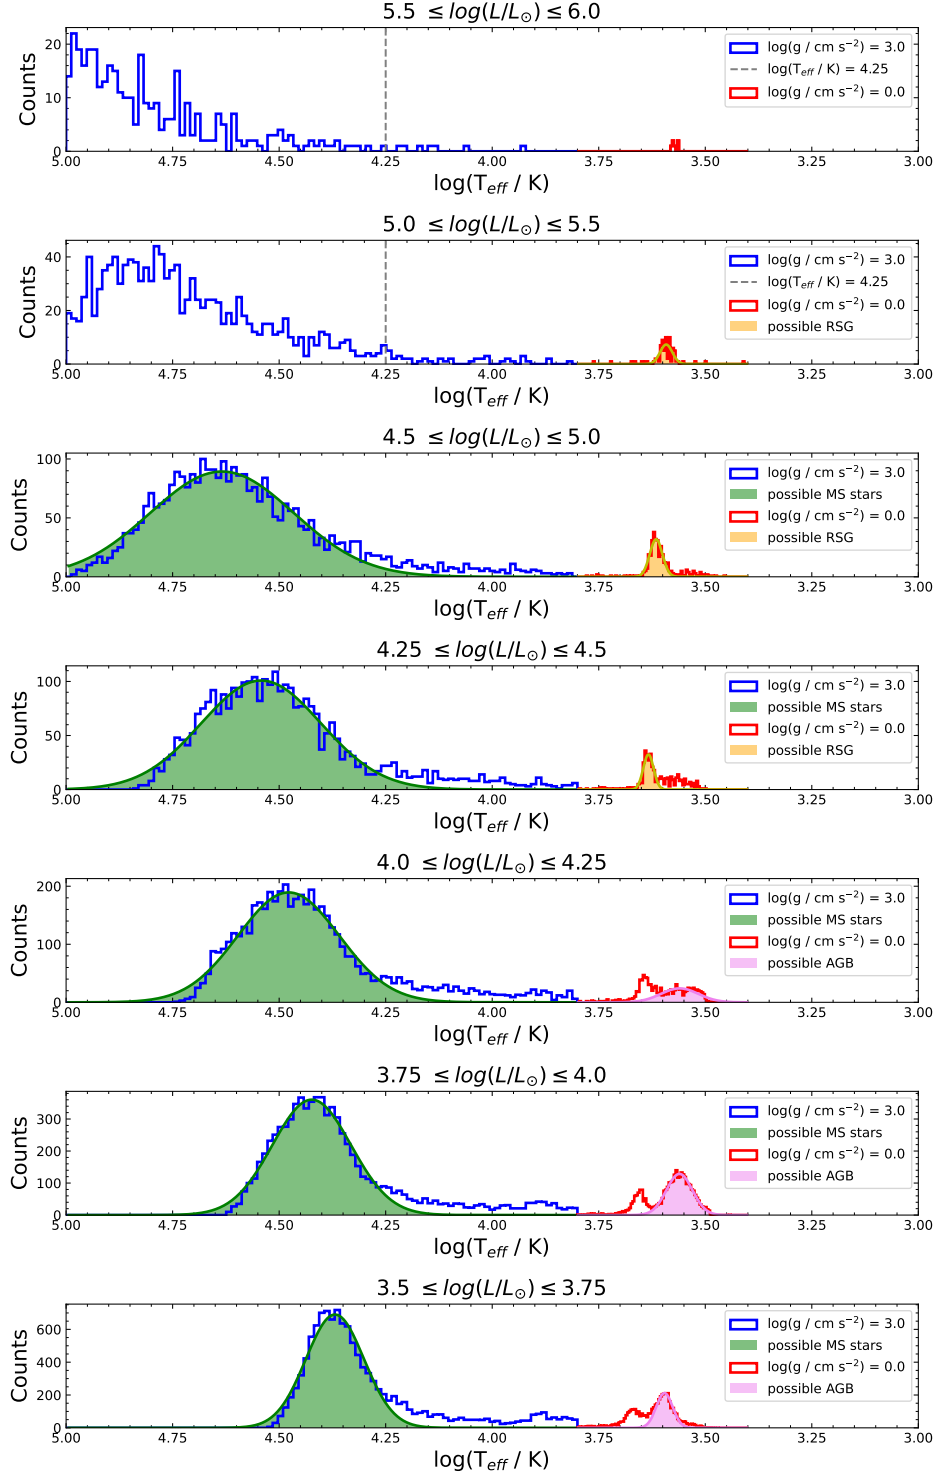 5.5 ≤log(L/L⊙)≤6.0
Counts
20
10
0
log(g / cm s⁻²) = 3.0
log(Teff / K) = 4.25
log(g / cm s⁻²) = 0.0
5.00 4.75 4.50 4.25 4.00 3.75 3.50 3.25 3.00
log(Teff / K)
5.0 ≤log(L/L⊙)≤5.5
Counts
40
20
0
log(g / cm s⁻²) = 3.0
log(Teff / K) = 4.25
log(g / cm s⁻²) = 0.0
possible RSG
5.00 4.75 4.50 4.25 4.00 3.75 3.50 3.25 3.00
log(Teff / K)
4.5 ≤log(L/L⊙)≤5.0
Counts
100
50
0
log(g / cm s⁻²) = 3.0
possible MS stars
log(g / cm s⁻²) = 0.0
possible RSG
5.00 4.75 4.50 4.25 4.00 3.75 3.50 3.25 3.00
log(Teff / K)
4.25 ≤log(L/L⊙)≤4.5
Counts
100
50
0
log(g / cm s⁻²) = 3.0
possible MS stars
log(g / cm s⁻²) = 0.0
possible RSG
5.00 4.75 4.50 4.25 4.00 3.75 3.50 3.25 3.00
log(Teff / K)
4.0 ≤log(L/L⊙)≤4.25
Counts
200
100
0
log(g / cm s⁻²) = 3.0
possible MS stars
log(g / cm s⁻²) = 0.0
possible AGB
5.00 4.75 4.50 4.25 4.00 3.75 3.50 3.25 3.00
log(Teff / K)
3.75 ≤log(L/L⊙)≤4.0
Counts
300
200
100
0
log(g / cm s⁻²) = 3.0
possible MS stars
log(g / cm s⁻²) = 0.0
possible AGB
5.00 4.75 4.50 4.25 4.00 3.75 3.50 3.25 3.00
log(Teff / K)
3.5 ≤log(L/L⊙)≤3.75
Counts
600
400
200
0
log(g / cm s⁻²) = 3.0
possible MS stars
log(g / cm s⁻²) = 0.0
possible AGB
5.00 4.75 4.50 4.25 4.00 3.75 3.50 3.25 3.00
log(Teff / K)